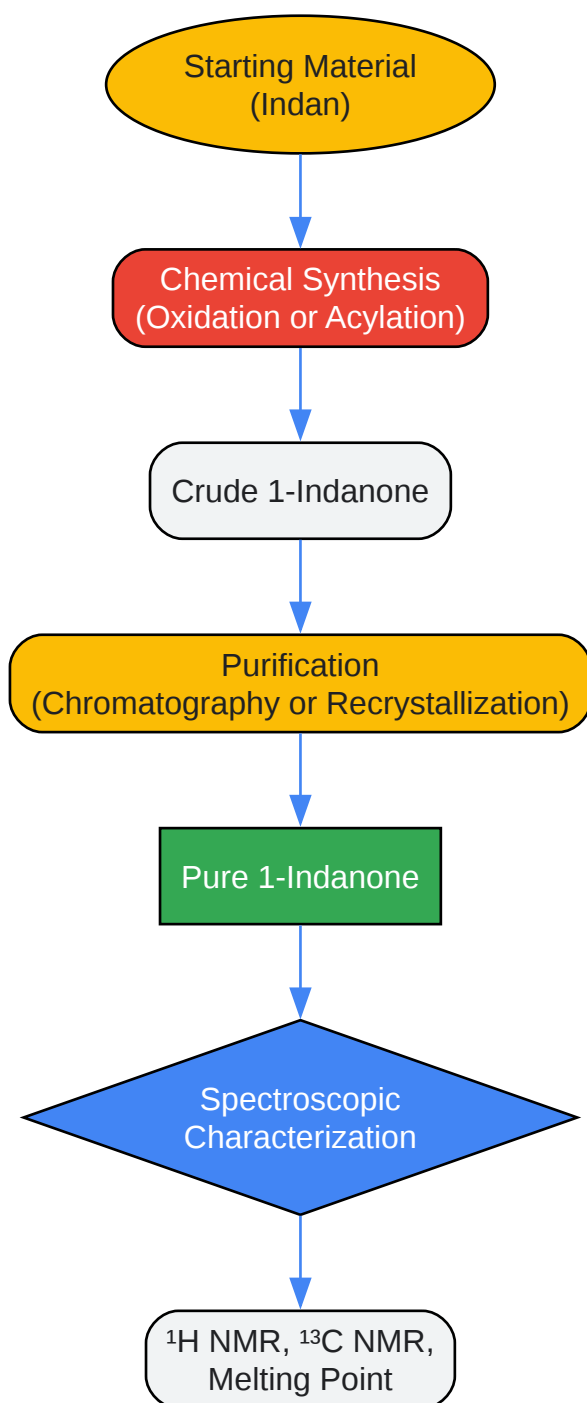 Starting Material
(Indan)
Chemical Synthesis
(Oxidation or Acylation)
Crude 1-Indanone
Purification
(Chromatography or Recrystallization)
Pure 1-Indanone
Spectroscopic
Characterization
¹H NMR, ¹³C NMR,
Melting Point